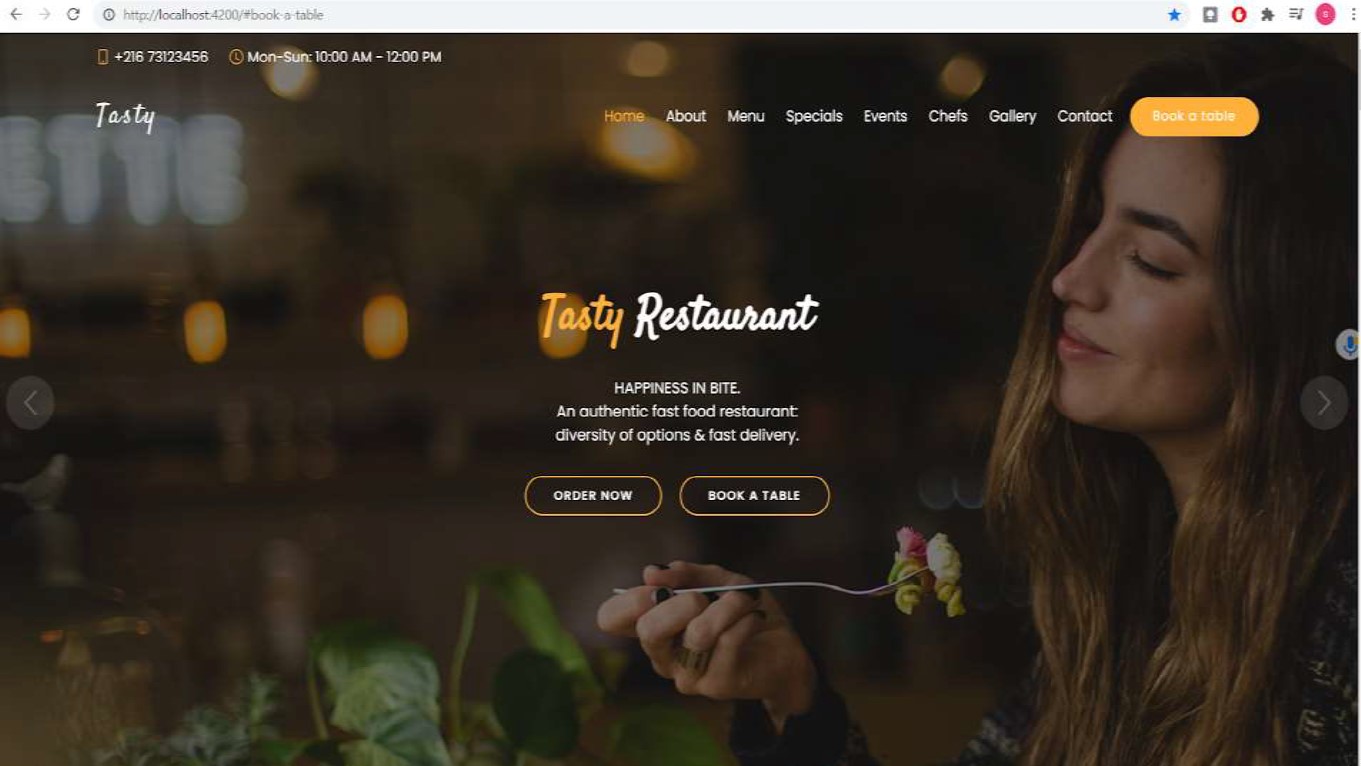 http://localhost:4200/#book-a-table
+216 73123456 Mon-Sun: 10:00 AM - 12:00 PM
Tasty
Home About Menu Specials Events Chefs Gallery Contact Book a table
Tasty Restaurant
HAPPINESS IN BITE.
An authentic fast food restaurant:
diversity of options & fast delivery.
ORDER NOW BOOK A TABLE